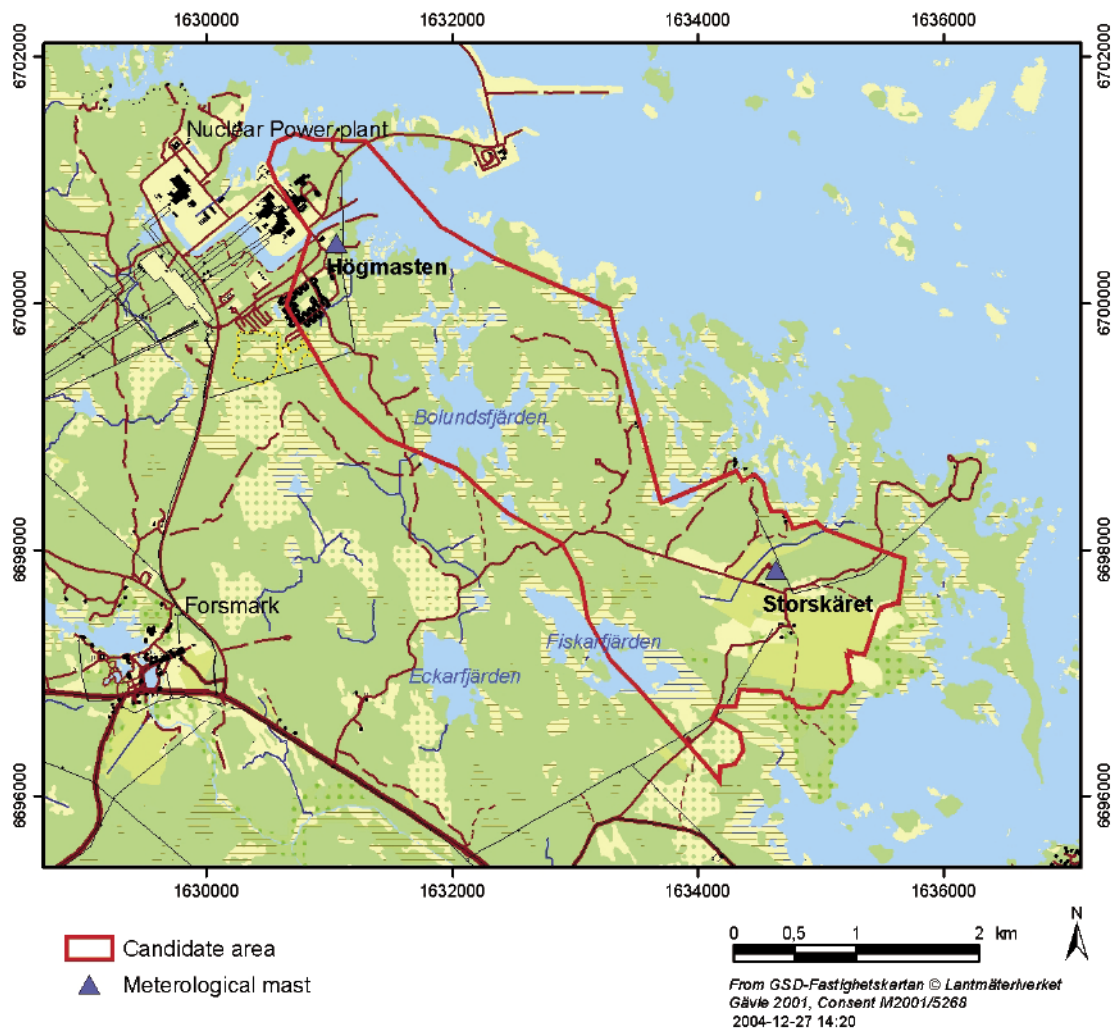 1630000 1632000 1634000 1636000
6702000 6702000
Nuclear Power plant
Högmasten
6700000 6700000
Bolundsfjärden
6698000 6698000
Forsmark
Storskäret
Fiskarfjärden
Eckarfjärden
6696000 6696000
1630000 1632000 1634000 1636000
Candidate area
Meterological mast
0 0,5 1 2 km
N
From GSD-Fastighetskartan © Lantmäteriverket
Gävle 2001, Consent M2001/5268
2004-12-27 14:20